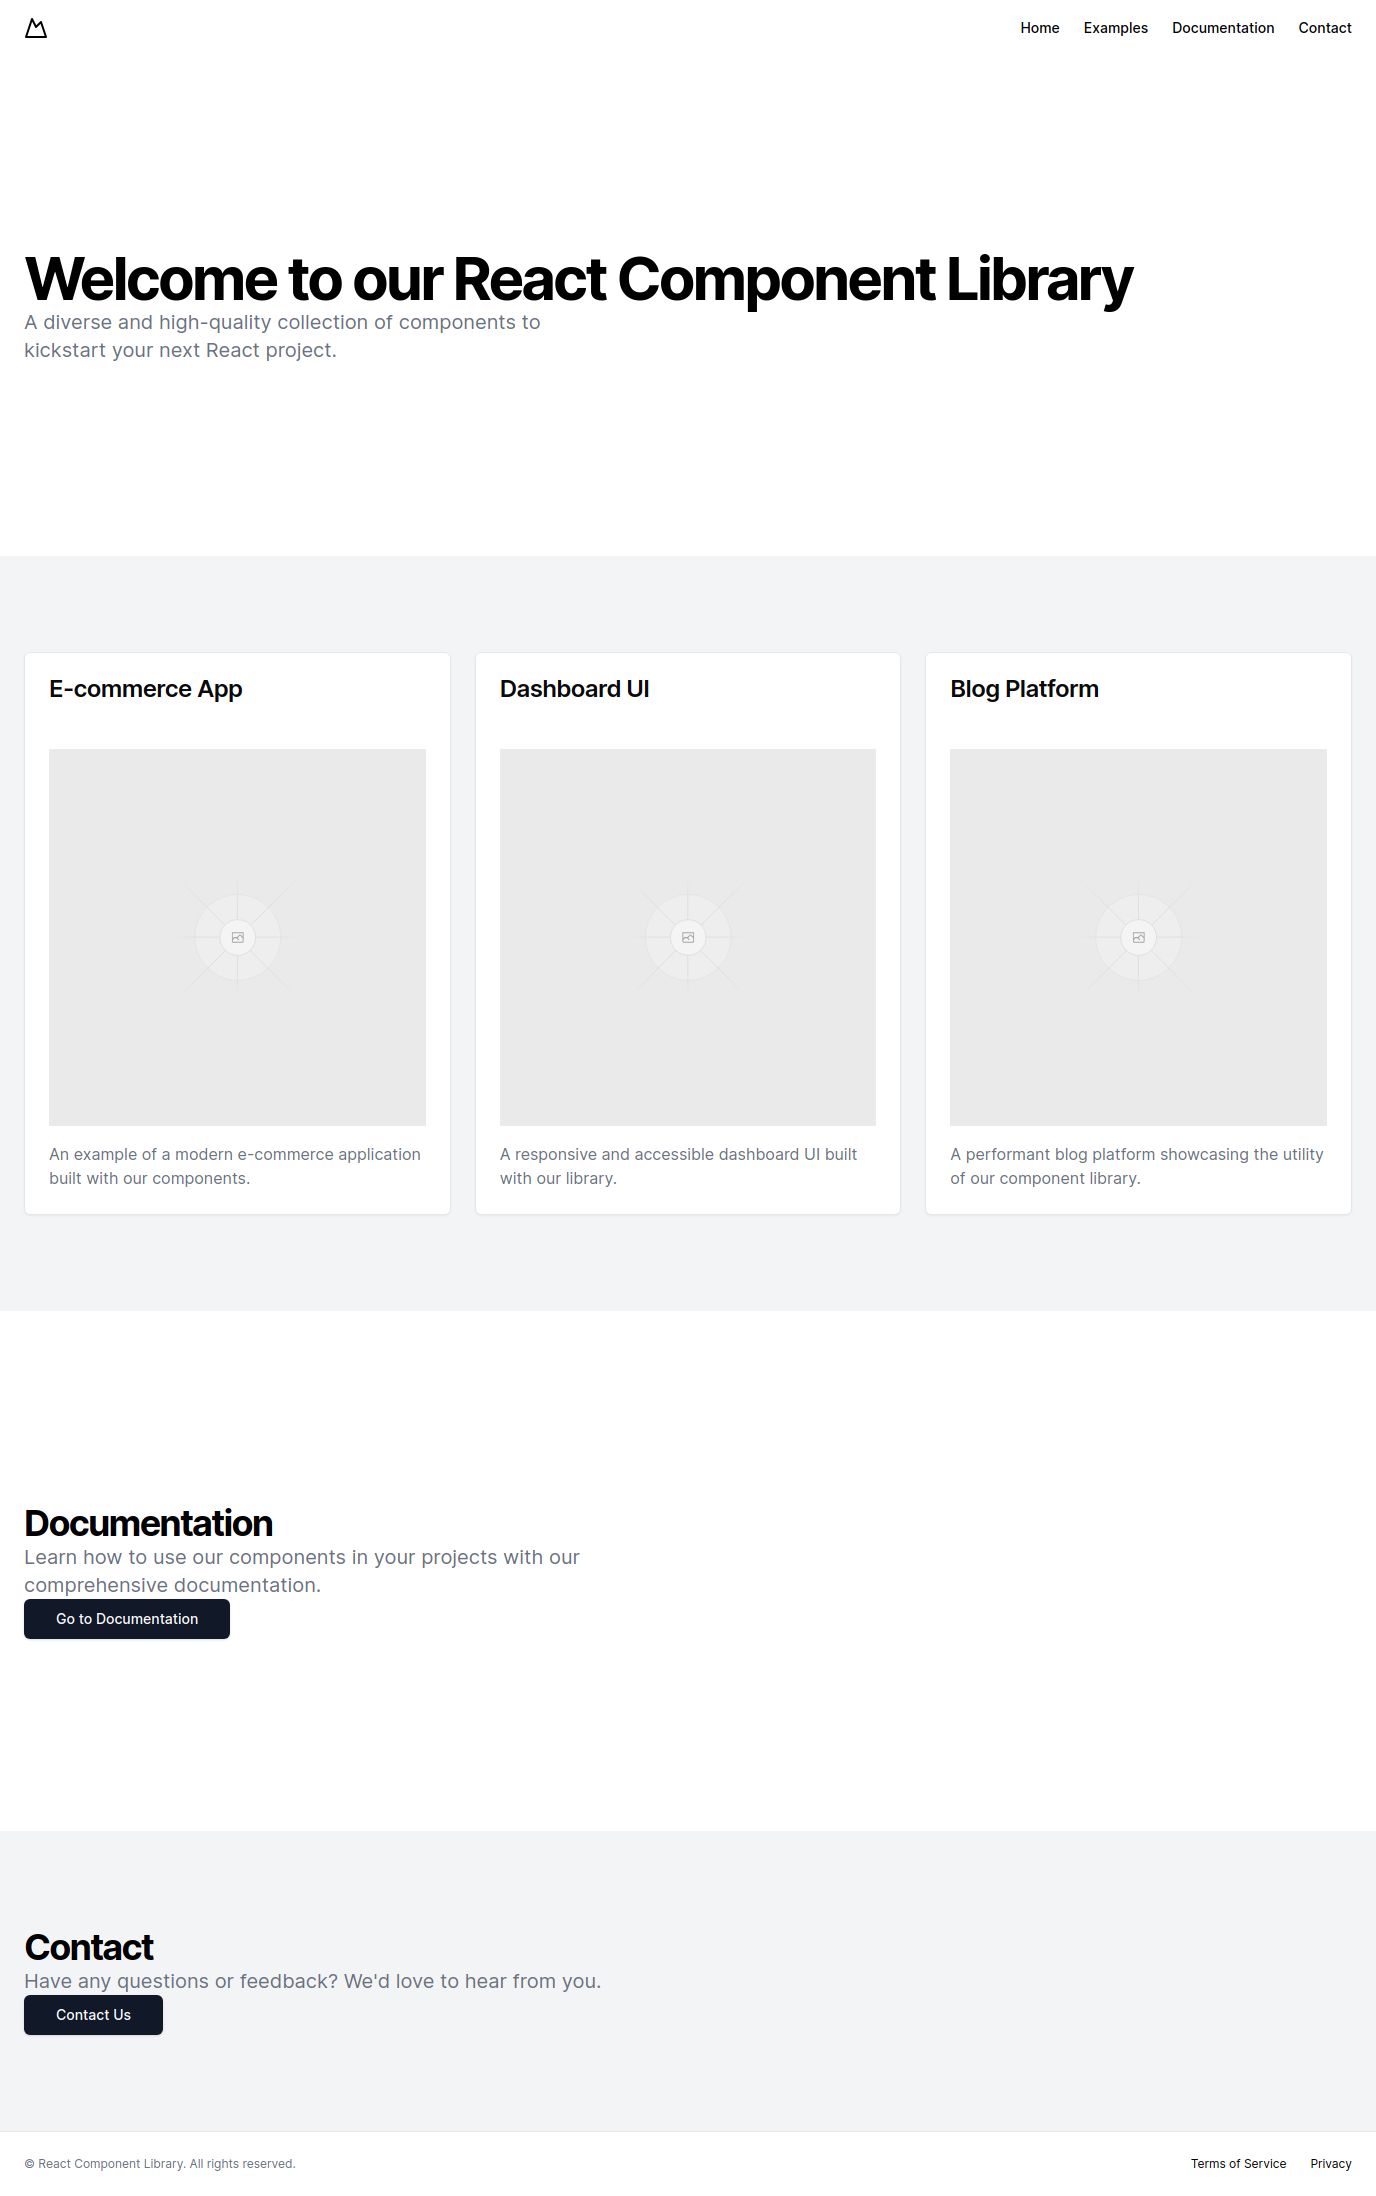 Home Examples Documentation Contact
Welcome to our React Component Library
A diverse and high-quality collection of components to
kickstart your next React project.
E-commerce App
An example of a modern e-commerce application
built with our components.
Dashboard UI
A responsive and accessible dashboard UI built
with our library.
Blog Platform
A performant blog platform showcasing the utility
of our component library.
Documentation
Learn how to use our components in your projects with our
comprehensive documentation.
Go to Documentation
Contact
Have any questions or feedback? We'd love to hear from you.
Contact Us
© React Component Library. All rights reserved.
Terms of Service Privacy